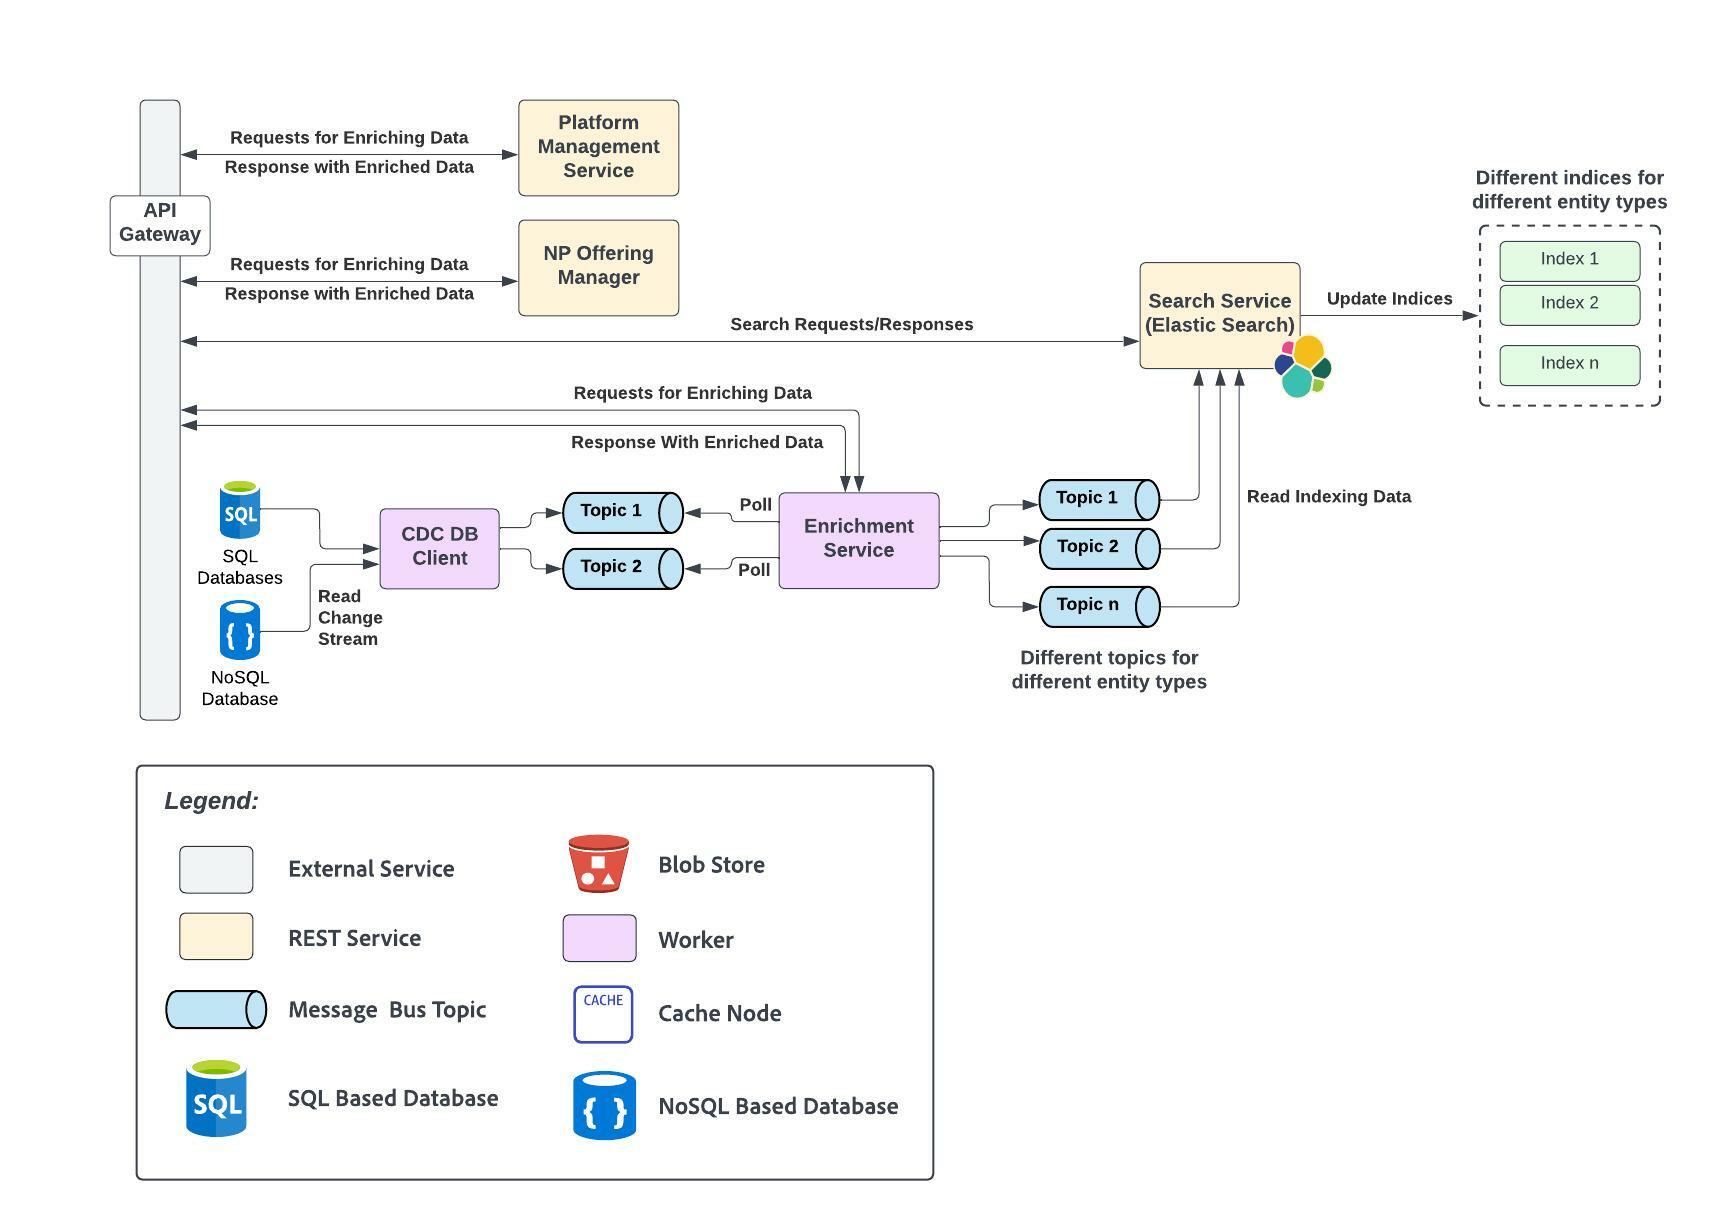 Requests for Enriching Data
Response with Enriched Data
Platform
Management
Service
API
Gateway
Requests for Enriching Data
Response with Enriched Data
NP Offering
Manager
Search Requests/Responses
Search Service
(Elastic Search)
Update Indices
Different indices for
different entity types
Index 1
Index 2
Index n
Requests for Enriching Data
Response With Enriched Data
SQL
SQL
Databases
{ }
NoSQL
Database
Read
Change
Stream
CDC DB
Client
Topic 1
Topic 2
Poll
Poll
Enrichment
Service
Topic 1
Topic 2
Topic n
Read Indexing Data
Different topics for
different entity types
Legend:
External Service
Blob Store
REST Service
Worker
Message  Bus Topic
CACHE
Cache Node
SQL
SQL Based Database
{ }
NoSQL Based Database